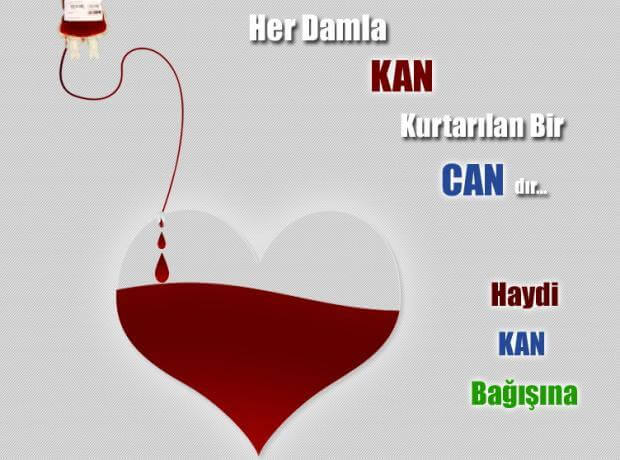 Her Damla
KAN
Kurtarılan Bir
CAN dır...
Haydi
KAN
Bağışına